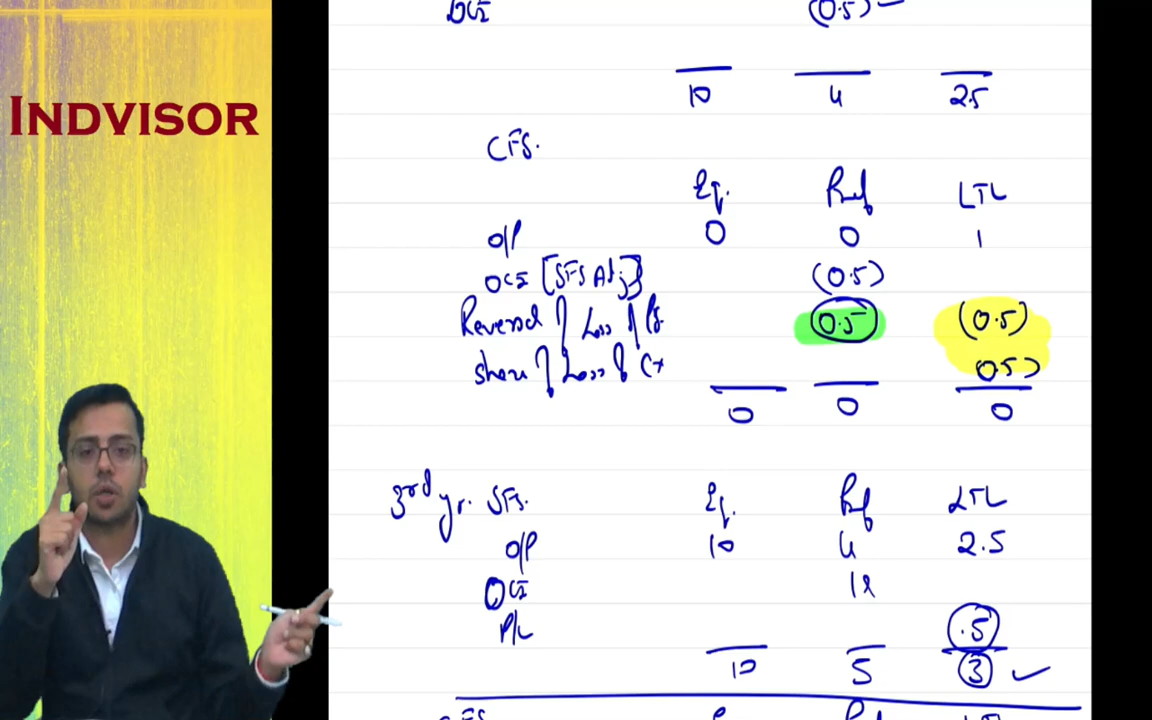 INDVISOR
OCI (0.5)
10 4 2.5
CFS.
Eq. Pref LTL
o/p 0 0 1
OCI [SFS Adj] (0.5)
Reversal of Loss of Ps. 0.5 (0.5)
share of Loss of 0.5)
0 0 0
3rd yr. SFS. Eq. Pref LTL
o/p 10 4 2.5
OCI 1
P/L .5
10 5 3
CFS